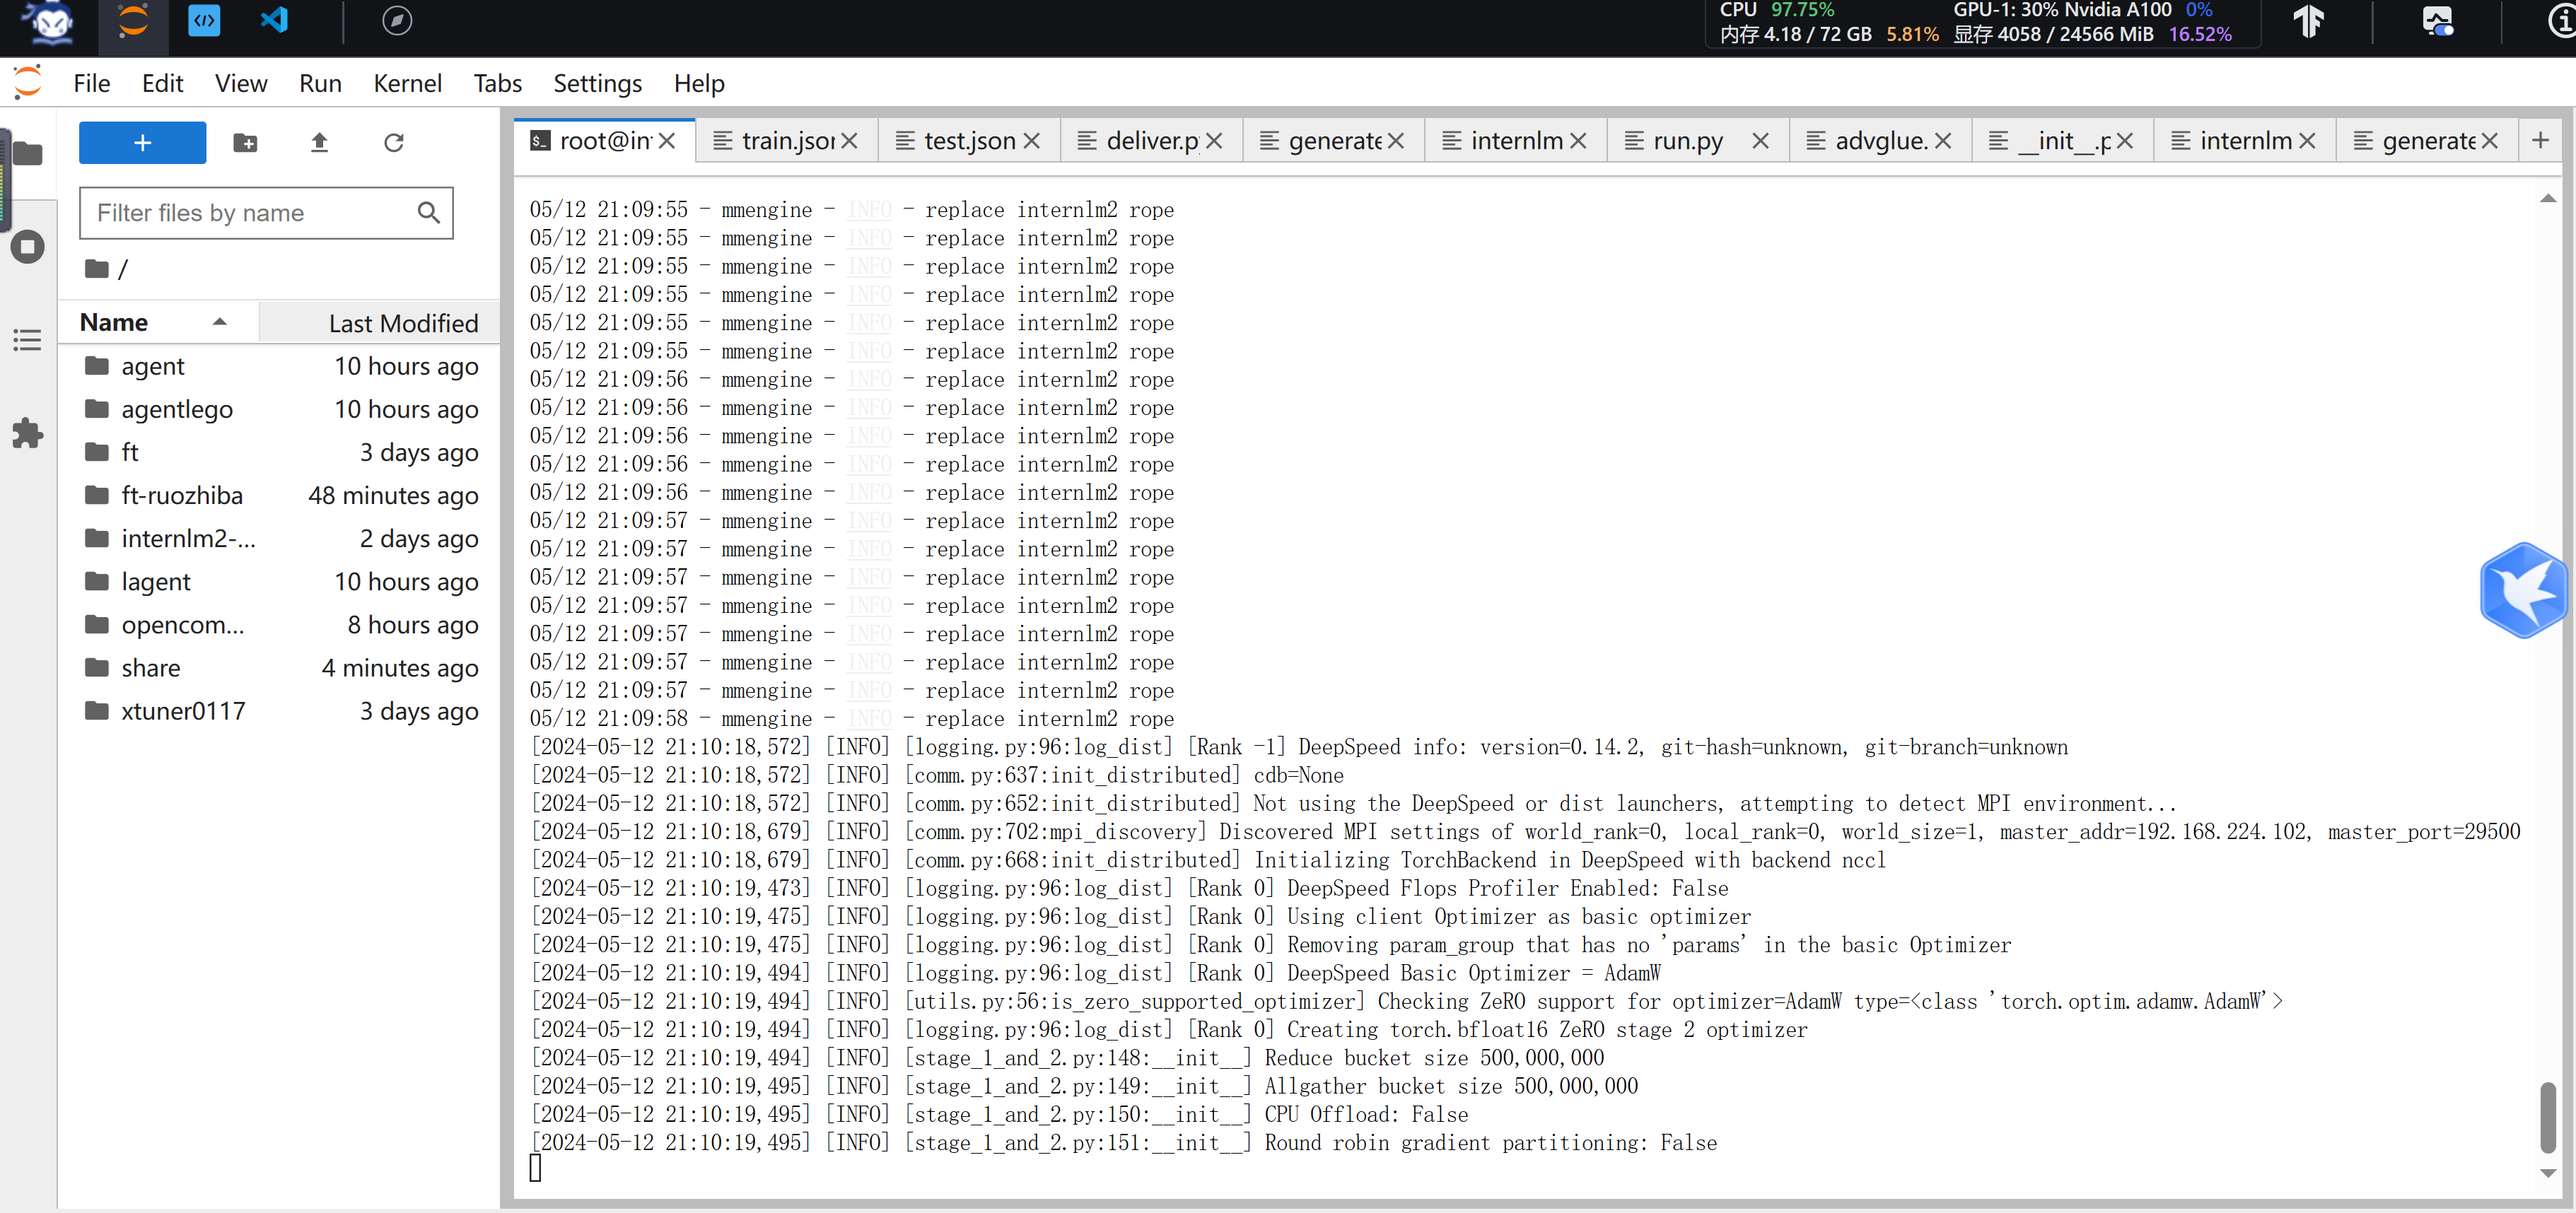 CPU 97.75% GPU-1: 30% Nvidia A100 0%
内存 4.18 / 72 GB 5.81% 显存 4058 / 24566 MiB 16.52%
File Edit View Run Kernel Tabs Settings Help
root@in train.jsor test.json deliver.p generate internlm run.py advglue. __init__.p internlm generate
Filter files by name
/
Name Last Modified
agent 10 hours ago
agentlego 10 hours ago
ft 3 days ago
ft-ruozhiba 48 minutes ago
internlm2-... 2 days ago
lagent 10 hours ago
opencom... 8 hours ago
share 4 minutes ago
xtuner0117 3 days ago
05/12 21:09:55 - mmengine - INFO - replace internlm2 rope
05/12 21:09:55 - mmengine - INFO - replace internlm2 rope
05/12 21:09:55 - mmengine - INFO - replace internlm2 rope
05/12 21:09:55 - mmengine - INFO - replace internlm2 rope
05/12 21:09:55 - mmengine - INFO - replace internlm2 rope
05/12 21:09:55 - mmengine - INFO - replace internlm2 rope
05/12 21:09:56 - mmengine - INFO - replace internlm2 rope
05/12 21:09:56 - mmengine - INFO - replace internlm2 rope
05/12 21:09:56 - mmengine - INFO - replace internlm2 rope
05/12 21:09:56 - mmengine - INFO - replace internlm2 rope
05/12 21:09:56 - mmengine - INFO - replace internlm2 rope
05/12 21:09:57 - mmengine - INFO - replace internlm2 rope
05/12 21:09:57 - mmengine - INFO - replace internlm2 rope
05/12 21:09:57 - mmengine - INFO - replace internlm2 rope
05/12 21:09:57 - mmengine - INFO - replace internlm2 rope
05/12 21:09:57 - mmengine - INFO - replace internlm2 rope
05/12 21:09:57 - mmengine - INFO - replace internlm2 rope
05/12 21:09:57 - mmengine - INFO - replace internlm2 rope
05/12 21:09:58 - mmengine - INFO - replace internlm2 rope
[2024-05-12 21:10:18,572] [INFO] [logging.py:96:log_dist] [Rank -1] DeepSpeed info: version=0.14.2, git-hash=unknown, git-branch=unknown
[2024-05-12 21:10:18,572] [INFO] [comm.py:637:init_distributed] cdb=None
[2024-05-12 21:10:18,572] [INFO] [comm.py:652:init_distributed] Not using the DeepSpeed or dist launchers, attempting to detect MPI environment...
[2024-05-12 21:10:18,679] [INFO] [comm.py:702:mpi_discovery] Discovered MPI settings of world_rank=0, local_rank=0, world_size=1, master_addr=192.168.224.102, master_port=29500
[2024-05-12 21:10:18,679] [INFO] [comm.py:668:init_distributed] Initializing TorchBackend in DeepSpeed with backend nccl
[2024-05-12 21:10:19,473] [INFO] [logging.py:96:log_dist] [Rank 0] DeepSpeed Flops Profiler Enabled: False
[2024-05-12 21:10:19,475] [INFO] [logging.py:96:log_dist] [Rank 0] Using client Optimizer as basic optimizer
[2024-05-12 21:10:19,475] [INFO] [logging.py:96:log_dist] [Rank 0] Removing param_group that has no 'params' in the basic Optimizer
[2024-05-12 21:10:19,494] [INFO] [logging.py:96:log_dist] [Rank 0] DeepSpeed Basic Optimizer = AdamW
[2024-05-12 21:10:19,494] [INFO] [utils.py:56:is_zero_supported_optimizer] Checking ZeRO support for optimizer=AdamW type=<class 'torch.optim.adamw.AdamW'>
[2024-05-12 21:10:19,494] [INFO] [logging.py:96:log_dist] [Rank 0] Creating torch.bfloat16 ZeRO stage 2 optimizer
[2024-05-12 21:10:19,494] [INFO] [stage_1_and_2.py:148:__init__] Reduce bucket size 500,000,000
[2024-05-12 21:10:19,495] [INFO] [stage_1_and_2.py:149:__init__] Allgather bucket size 500,000,000
[2024-05-12 21:10:19,495] [INFO] [stage_1_and_2.py:150:__init__] CPU Offload: False
[2024-05-12 21:10:19,495] [INFO] [stage_1_and_2.py:151:__init__] Round robin gradient partitioning: False